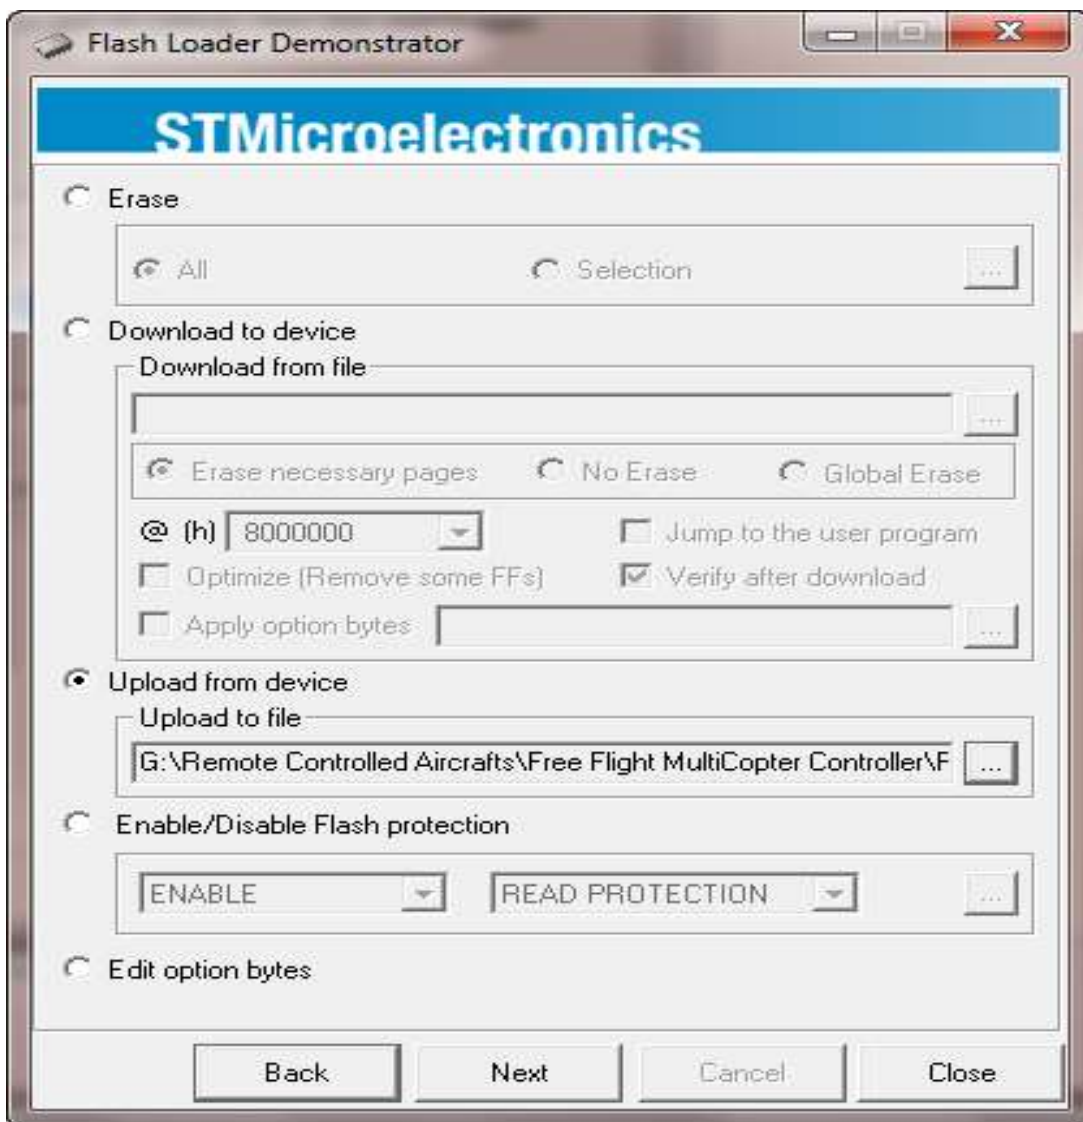 Flash Loader Demonstrator
STMicroelectronics
Erase
All Selection ...
Download to device
Download from file
...
Erase necessary pages No Erase Global Erase
@ (h) 8000000 Jump to the user program
Optimize (Remove some FFs) Verify after download
Apply option bytes ...
Upload from device
Upload to file
G:\Remote Controlled Aircrafts\Free Flight MultiCopter Controller\F ...
Enable/Disable Flash protection
ENABLE READ PROTECTION ...
Edit option bytes
Back Next Cancel Close